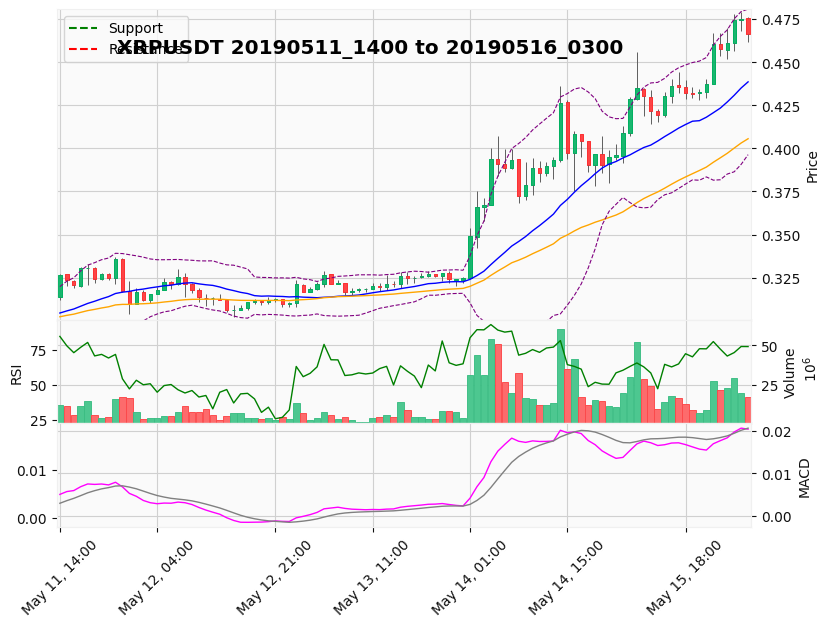 Support
Resistance
XRPUSDT 20190511_1400 to 20190516_0300
0.475
0.450
0.425
0.400
0.375
0.350
0.325
Price
75
50
25
RSI
50
25
Volume
10^6
0.01
0.00
0.02
0.01
0.00
MACD
May 11, 14:00
May 12, 04:00
May 12, 21:00
May 13, 11:00
May 14, 01:00
May 14, 15:00
May 15, 18:00